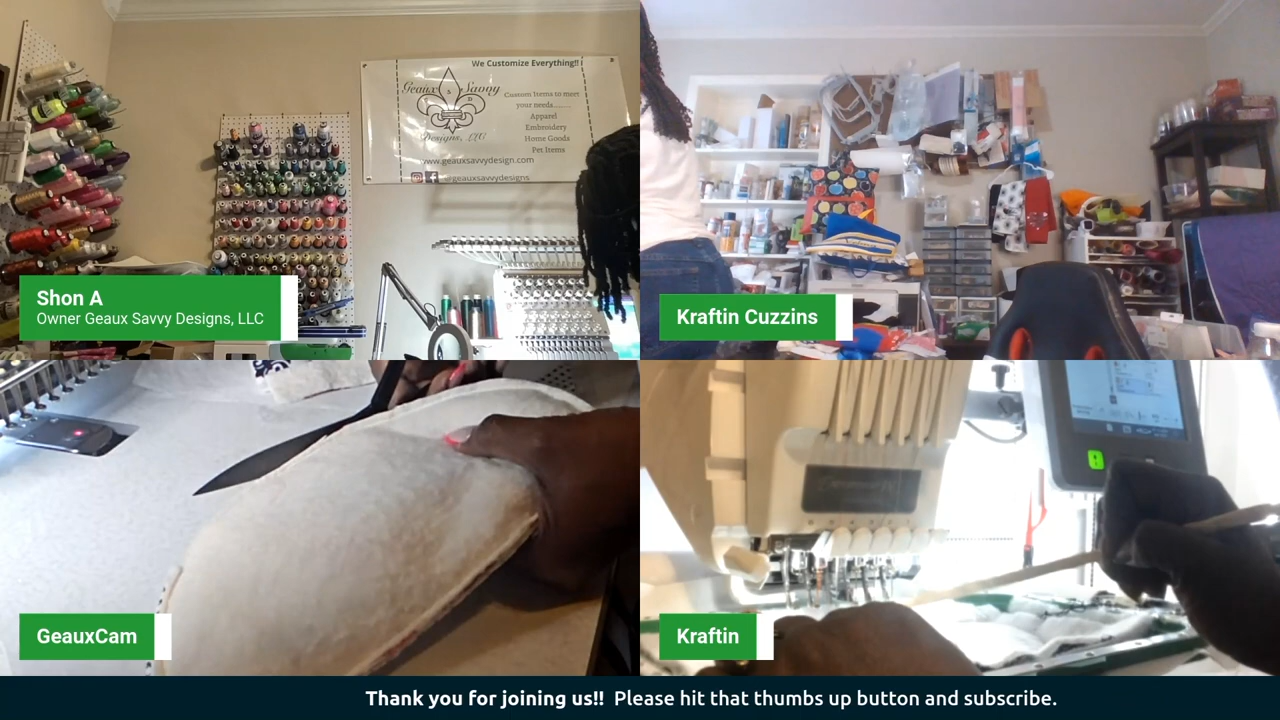 We Customize Everything!!
Geaux Savvy
S D
Designs, LLC
Custom Items to meet
your needs.........
Apparel
Embroidery
Home Goods
Pet Items
www.geauxsavvydesign.com
@geauxsavvydesigns
Shon A
Owner Geaux Savvy Designs, LLC
Kraftin Cuzzins
GeauxCam
Kraftin
Thank you for joining us!! Please hit that thumbs up button and subscribe.